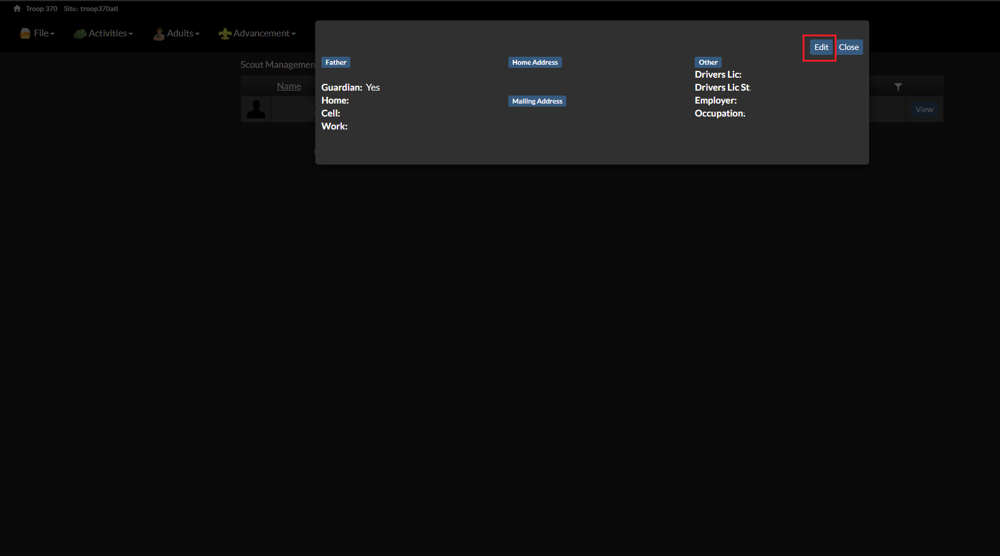 Troop 370 Site: troop370atl
File Activities Adults Advancement
Edit Close
Scout Managemen
Father Home Address Other
Drivers Lic:
Name
Guardian: Yes Drivers Lic St.
Home: Mailing Address Employer:
Cell: Occupation:
View
Work: